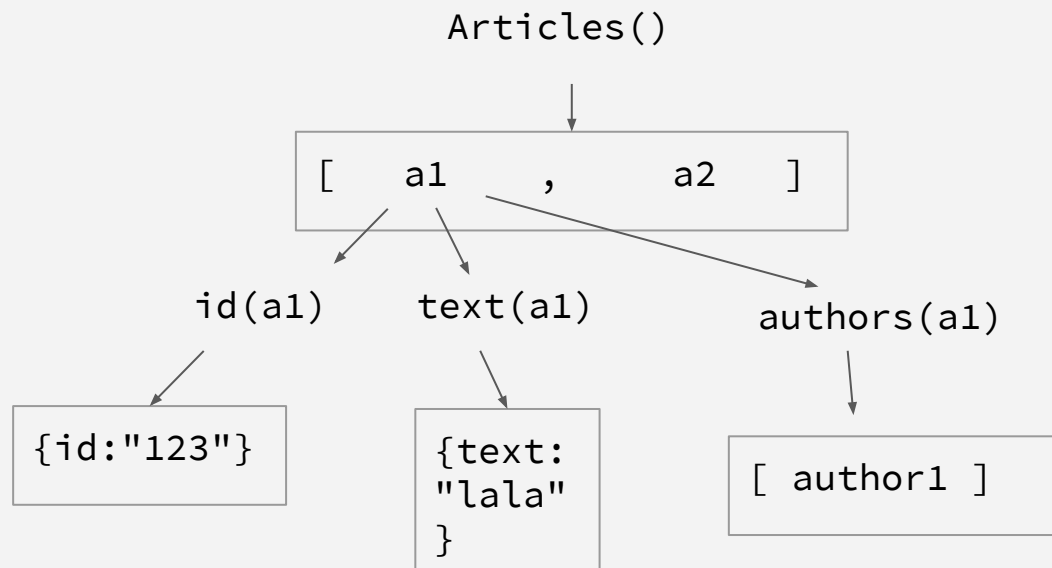 Articles()
[ a1 , a2 ]
id(a1)
text(a1)
authors(a1)
{id:"123"}
{text:
"lala"
}
[ author1 ]